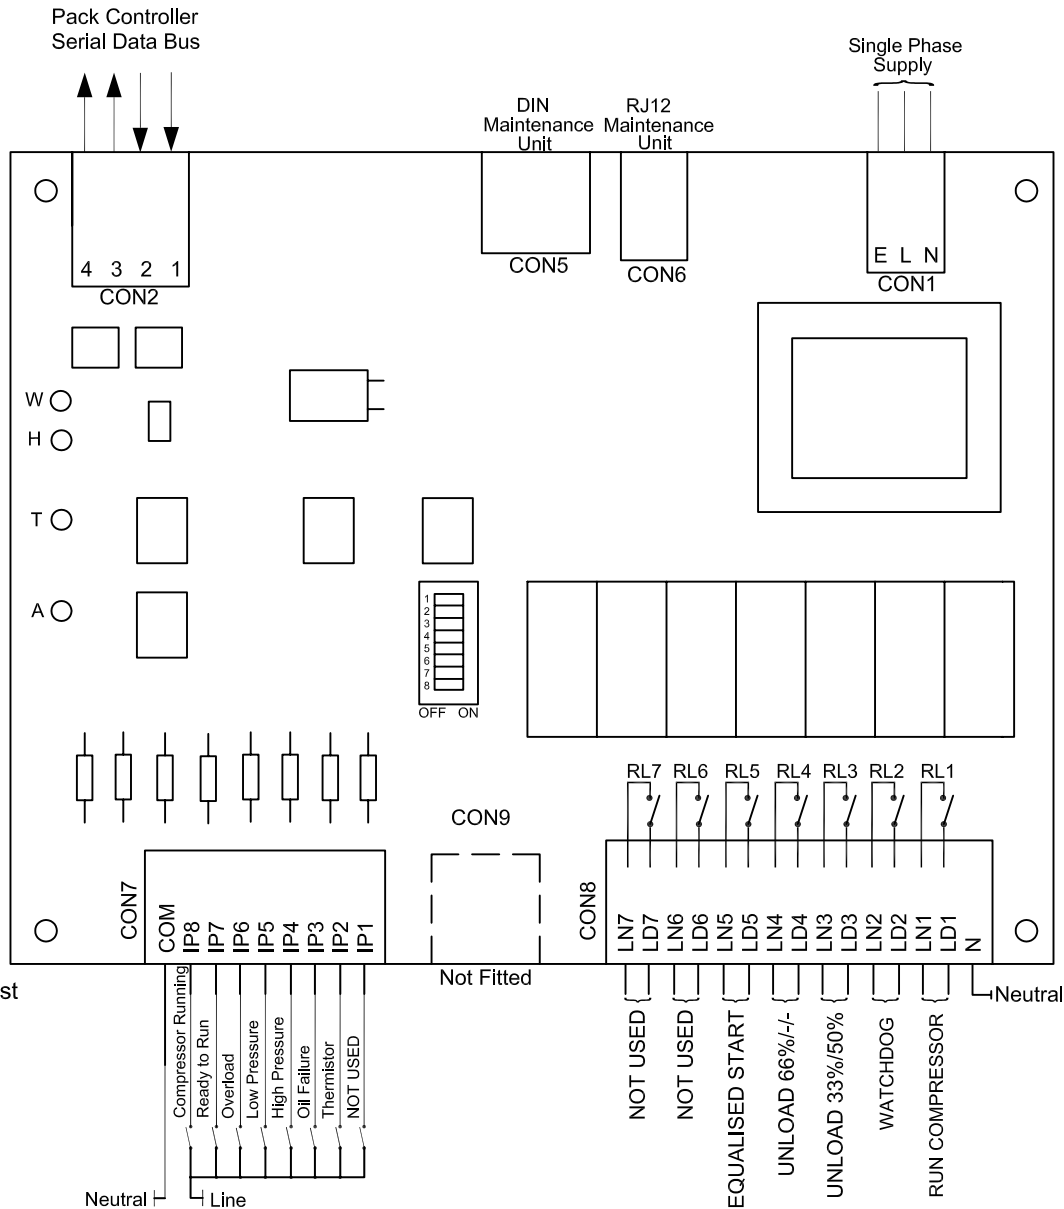 Pack Controller
Serial Data Bus
Single Phase
Supply
DIN
Maintenance
Unit
RJ12
Maintenance
Unit
4 3 2 1
CON2
CON5
CON6
E L N
CON1
W
H
T
A
1
2
3
4
5
6
7
8
OFF ON
RL7 RL6 RL5 RL4 RL3 RL2 RL1
CON9
CON7
COM
IP8
IP7
IP6
IP5
IP4
IP3
IP2
IP1
CON8
LN7
LD7
LN6
LD6
LN5
LD5
LN4
LD4
LN3
LD3
LN2
LD2
LN1
LD1
N
Not Fitted
st
Neutral
Compressor Running
Ready to Run
Overload
Low Pressure
High Pressure
Oil Failure
Thermistor
NOT USED
NOT USED
NOT USED
EQUALISED START
UNLOAD 66%/-/-
UNLOAD 33%/50%
WATCHDOG
RUN COMPRESSOR
Neutral
Line